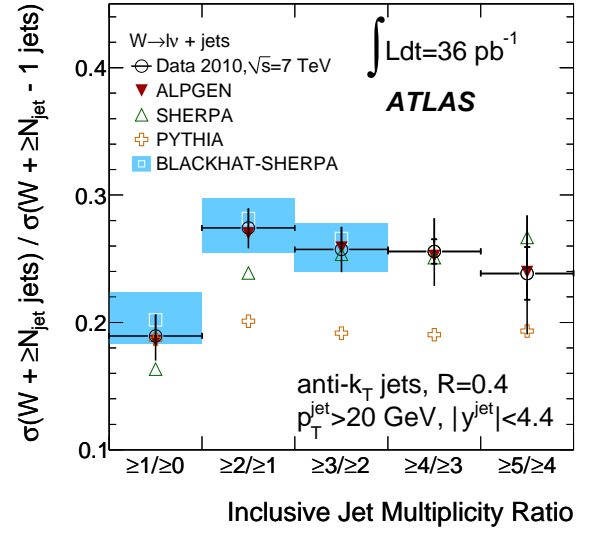 W→lν + jets
Data 2010,√s=7 TeV
ALPGEN
SHERPA
PYTHIA
BLACKHAT-SHERPA
∫Ldt=36 pb⁻¹
ATLAS
σ(W + ≥N_jet jets) / σ(W + ≥N_jet - 1 jets)
0.4
0.3
0.2
0.1
anti-k_T jets, R=0.4
p_T^jet>20 GeV, |y^jet|<4.4
≥1/≥0 ≥2/≥1 ≥3/≥2 ≥4/≥3 ≥5/≥4
Inclusive Jet Multiplicity Ratio